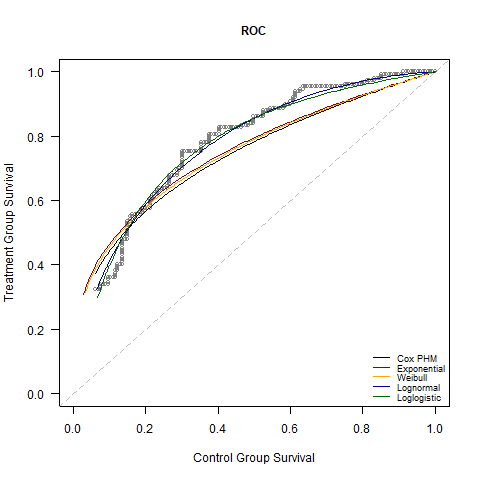 ROC
Treatment Group Survival
1.0
0.8
0.6
0.4
0.2
0.0
Cox PHM
Exponential
Weibull
Lognormal
Loglogistic
0.0 0.2 0.4 0.6 0.8 1.0
Control Group Survival